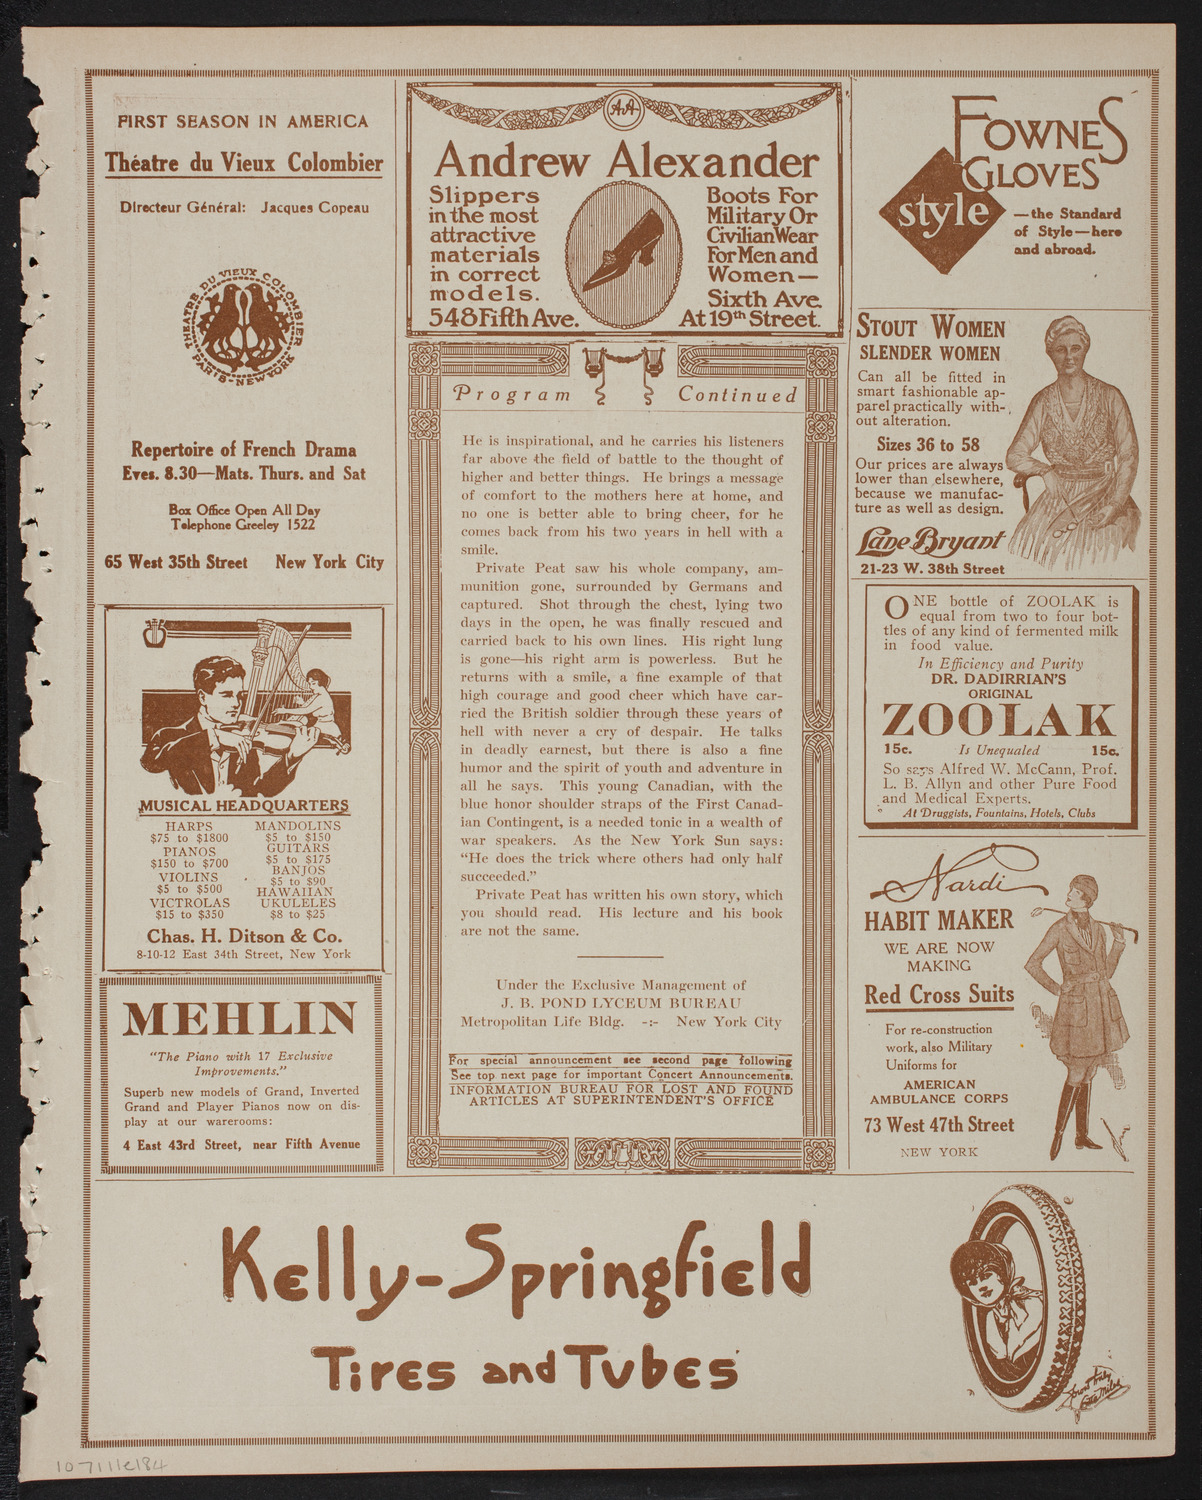 FIRST SEASON IN AMERICA
Théatre du Vieux Colombier
Directeur Général: Jacques Copeau
THEATRE DU VIEUX COLOMBIER
PARIS-NEW YORK
Repertoire of French Drama
Eves. 8.30—Mats. Thurs. and Sat
Box Office Open All Day
Telephone Greeley 1522
65 West 35th Street New York City
MUSICAL HEADQUARTERS
HARPS
$75 to $1800
PIANOS
$150 to $700
VIOLINS
$5 to $500
VICTROLAS
$15 to $350
MANDOLINS
$5 to $150
GUITARS
$5 to $175
BANJOS
$5 to $90
HAWAIIAN
UKULELES
$8 to $25
Chas. H. Ditson & Co.
8-10-12 East 34th Street, New York
MEHLIN
"The Piano with 17 Exclusive
Improvements."
Superb new models of Grand, Inverted
Grand and Player Pianos now on dis-
play at our warerooms:
4 East 43rd Street, near Fifth Avenue
AA
Andrew Alexander
Slippers
in the most
attractive
materials
in correct
models.
548 Fifth Ave.
Boots For
Military Or
Civilian Wear
For Men and
Women—
Sixth Ave.
At 19th Street.
Program Continued
He is inspirational, and he carries his listeners
far above the field of battle to the thought of
higher and better things. He brings a message
of comfort to the mothers here at home, and
no one is better able to bring cheer, for he
comes back from his two years in hell with a
smile.
Private Peat saw his whole company, am-
munition gone, surrounded by Germans and
captured. Shot through the chest, lying two
days in the open, he was finally rescued and
carried back to his own lines. His right lung
is gone—his right arm is powerless. But he
returns with a smile, a fine example of that
high courage and good cheer which have car-
ried the British soldier through these years of
hell with never a cry of despair. He talks
in deadly earnest, but there is also a fine
humor and the spirit of youth and adventure in
all he says. This young Canadian, with the
blue honor shoulder straps of the First Canad-
ian Contingent, is a needed tonic in a wealth of
war speakers. As the New York Sun says:
"He does the trick where others had only half
succeeded."
Private Peat has written his own story, which
you should read. His lecture and his book
are not the same.
Under the Exclusive Management of
J. B. POND LYCEUM BUREAU
Metropolitan Life Bldg. -:- New York City
For special announcement see second page following
See top next page for important Concert Announcements.
INFORMATION BUREAU FOR LOST AND FOUND
ARTICLES AT SUPERINTENDENT'S OFFICE
FOWNES
GLOVES
style
—the Standard
of Style—here
and abroad.
STOUT WOMEN
SLENDER WOMEN
Can all be fitted in
smart fashionable ap-
parel practically with-
out alteration.
Sizes 36 to 58
Our prices are always
lower than elsewhere,
because we manufac-
ture as well as design.
Lane Bryant
21-23 W. 38th Street
ONE bottle of ZOOLAK is
equal from two to four bot-
tles of any kind of fermented milk
in food value.
In Efficiency and Purity
DR. DADIRRIAN'S
ORIGINAL
ZOOLAK
15c. Is Unequaled 15c.
So says Alfred W. McCann, Prof.
L. B. Allyn and other Pure Food
and Medical Experts.
At Druggists, Fountains, Hotels, Clubs
Nardi
HABIT MAKER
WE ARE NOW
MAKING
Red Cross Suits
For re-construction
work, also Military
Uniforms for
AMERICAN
AMBULANCE CORPS
73 West 47th Street
NEW YORK
Kelly-Springfield
Tires and Tubes
Yours truly
Lotta Miles
107111e184